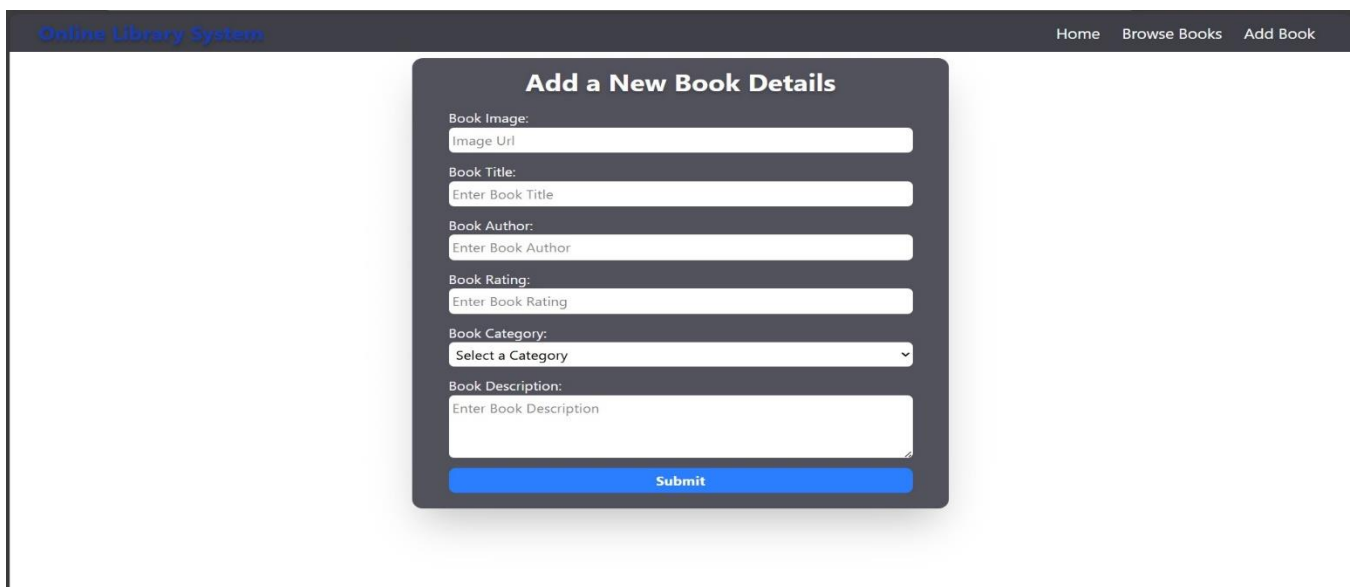 Online Library System
Home Browse Books Add Book
Add a New Book Details
Book Image:
Image Url
Book Title:
Enter Book Title
Book Author:
Enter Book Author
Book Rating:
Enter Book Rating
Book Category:
Select a Category
Book Description:
Enter Book Description
Submit